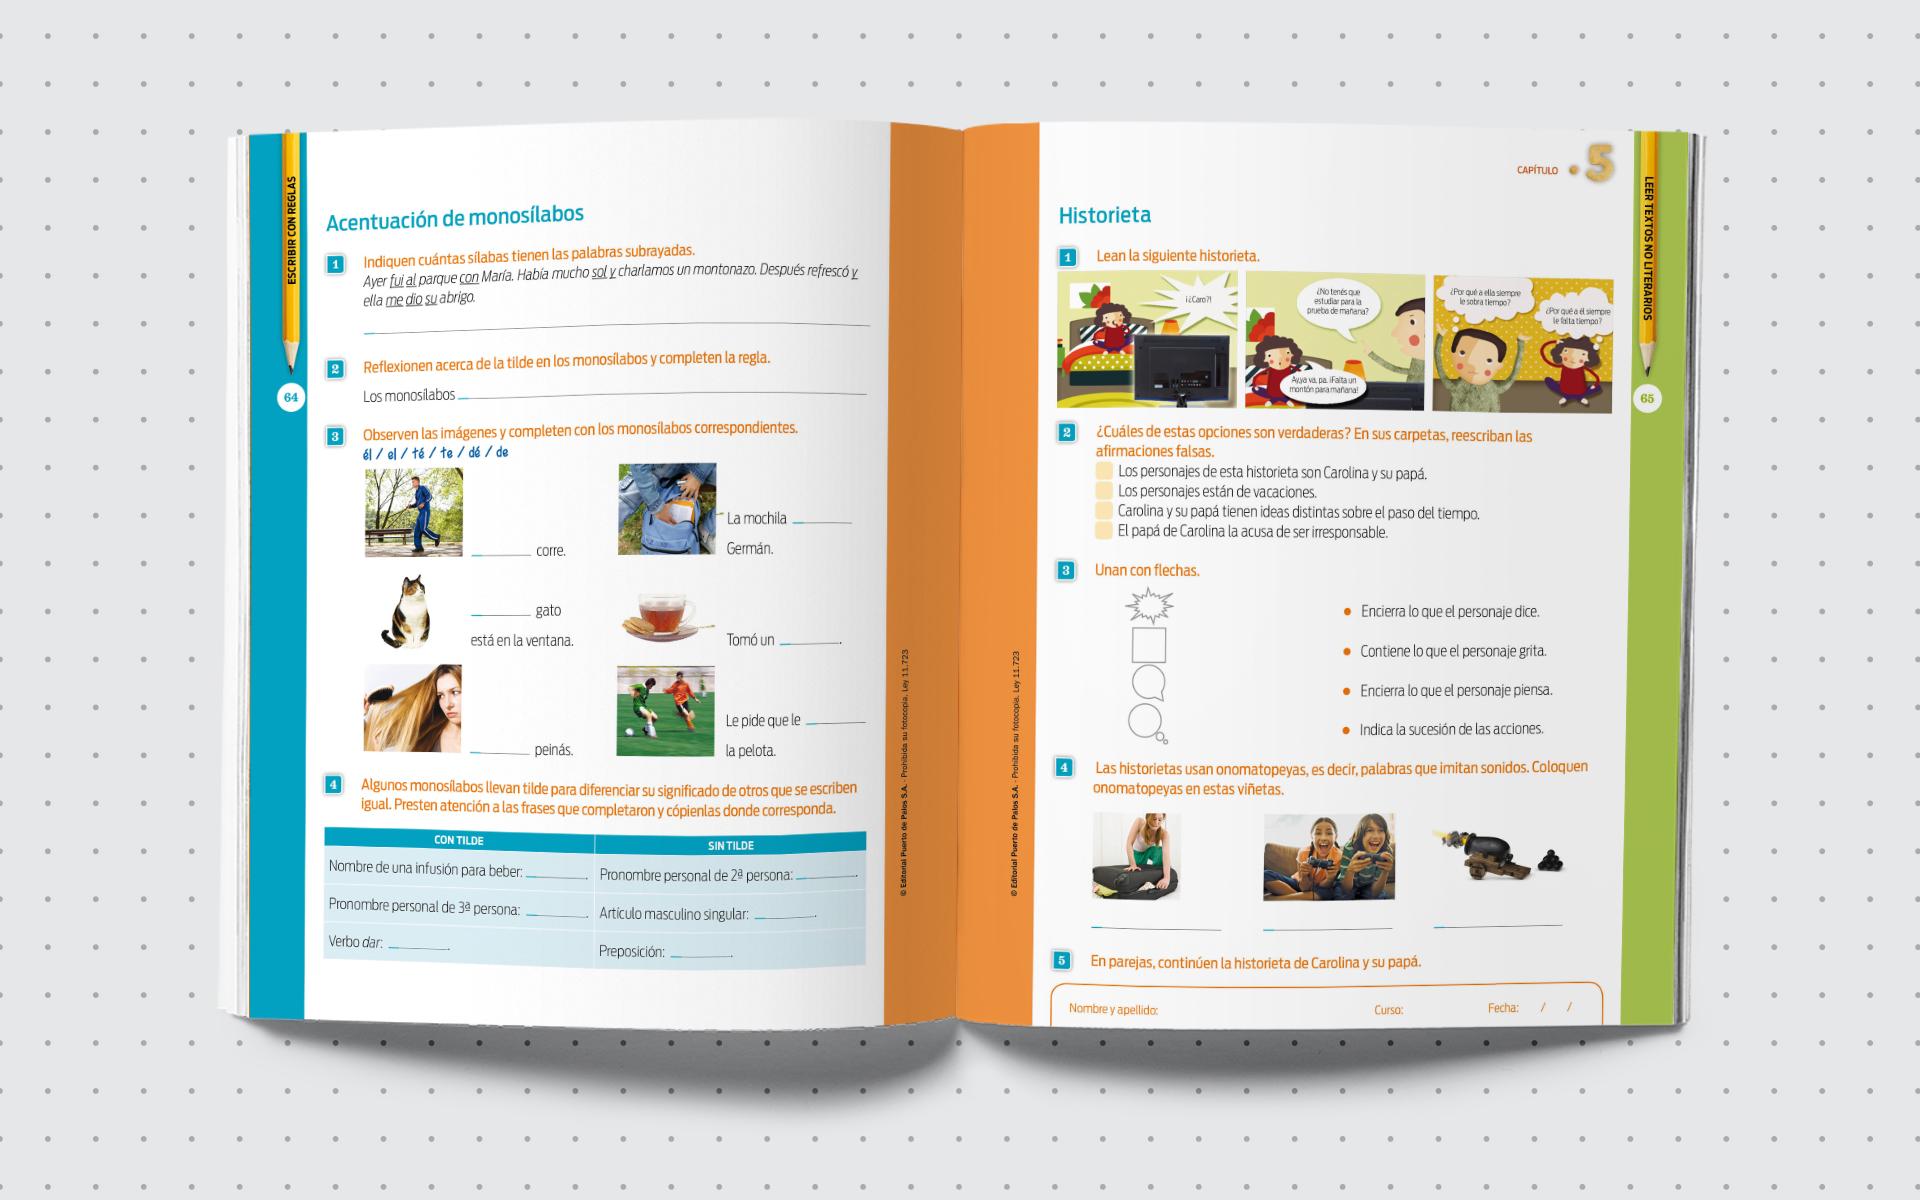 ESCRIBIR CON REGLAS
64
Acentuación de monosílabos
1 Indiquen cuántas sílabas tienen las palabras subrayadas.
Ayer fui al parque con María. Había mucho sol y charlamos un montonazo. Después refrescó y
ella me dio su abrigo.
2 Reflexionen acerca de la tilde en los monosílabos y completen la regla.
Los monosílabos
3 Observen las imágenes y completen con los monosílabos correspondientes.
él / el / té / te / dé / de
corre.
La mochila
Germán.
gato
está en la ventana.
Tomó un .
peinás.
Le pide que le
la pelota.
4 Algunos monosílabos llevan tilde para diferenciar su significado de otros que se escriben
igual. Presten atención a las frases que completaron y cópienlas donde corresponda.
CON TILDE
SIN TILDE
Nombre de una infusión para beber: .
Pronombre personal de 2ª persona: .
Pronombre personal de 3ª persona: .
Artículo masculino singular: .
Verbo dar: .
Preposición: .
© Editorial Puerto de Palos S.A. - Prohibida su fotocopia. Ley 11.723
© Editorial Puerto de Palos S.A. - Prohibida su fotocopia. Ley 11.723
CAPÍTULO • 5
LEER TEXTOS NO LITERARIOS
65
Historieta
1 Lean la siguiente historieta.
¡¿Caro?!
¿No tenés que
estudiar para la
prueba de mañana?
Ay,ya va, pa. ¡Falta un
montón para mañana!
¿Por qué a ella siempre
le sobra tiempo?
¿Por qué a él siempre
le falta tiempo?
2 ¿Cuáles de estas opciones son verdaderas? En sus carpetas, reescriban las
afirmaciones falsas.
Los personajes de esta historieta son Carolina y su papá.
Los personajes están de vacaciones.
Carolina y su papá tienen ideas distintas sobre el paso del tiempo.
El papá de Carolina la acusa de ser irresponsable.
3 Unan con flechas.
• Encierra lo que el personaje dice.
• Contiene lo que el personaje grita.
• Encierra lo que el personaje piensa.
• Indica la sucesión de las acciones.
4 Las historietas usan onomatopeyas, es decir, palabras que imitan sonidos. Coloquen
onomatopeyas en estas viñetas.
5 En parejas, continúen la historieta de Carolina y su papá.
Nombre y apellido: Curso: Fecha: / /